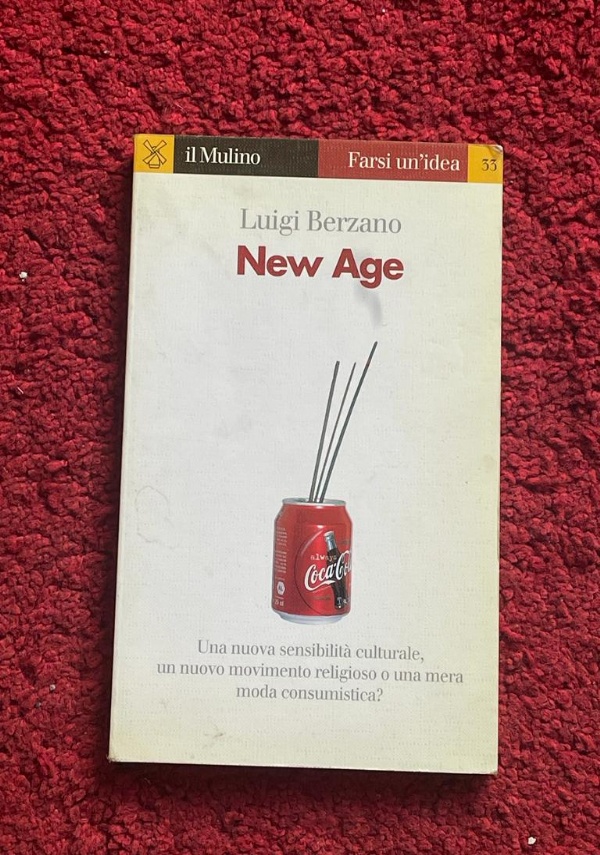 il Mulino
Farsi un'idea
33
Luigi Berzano
New Age
always
Coca-Cola
Una nuova sensibilità culturale,
un nuovo movimento religioso o una mera
moda consumistica?